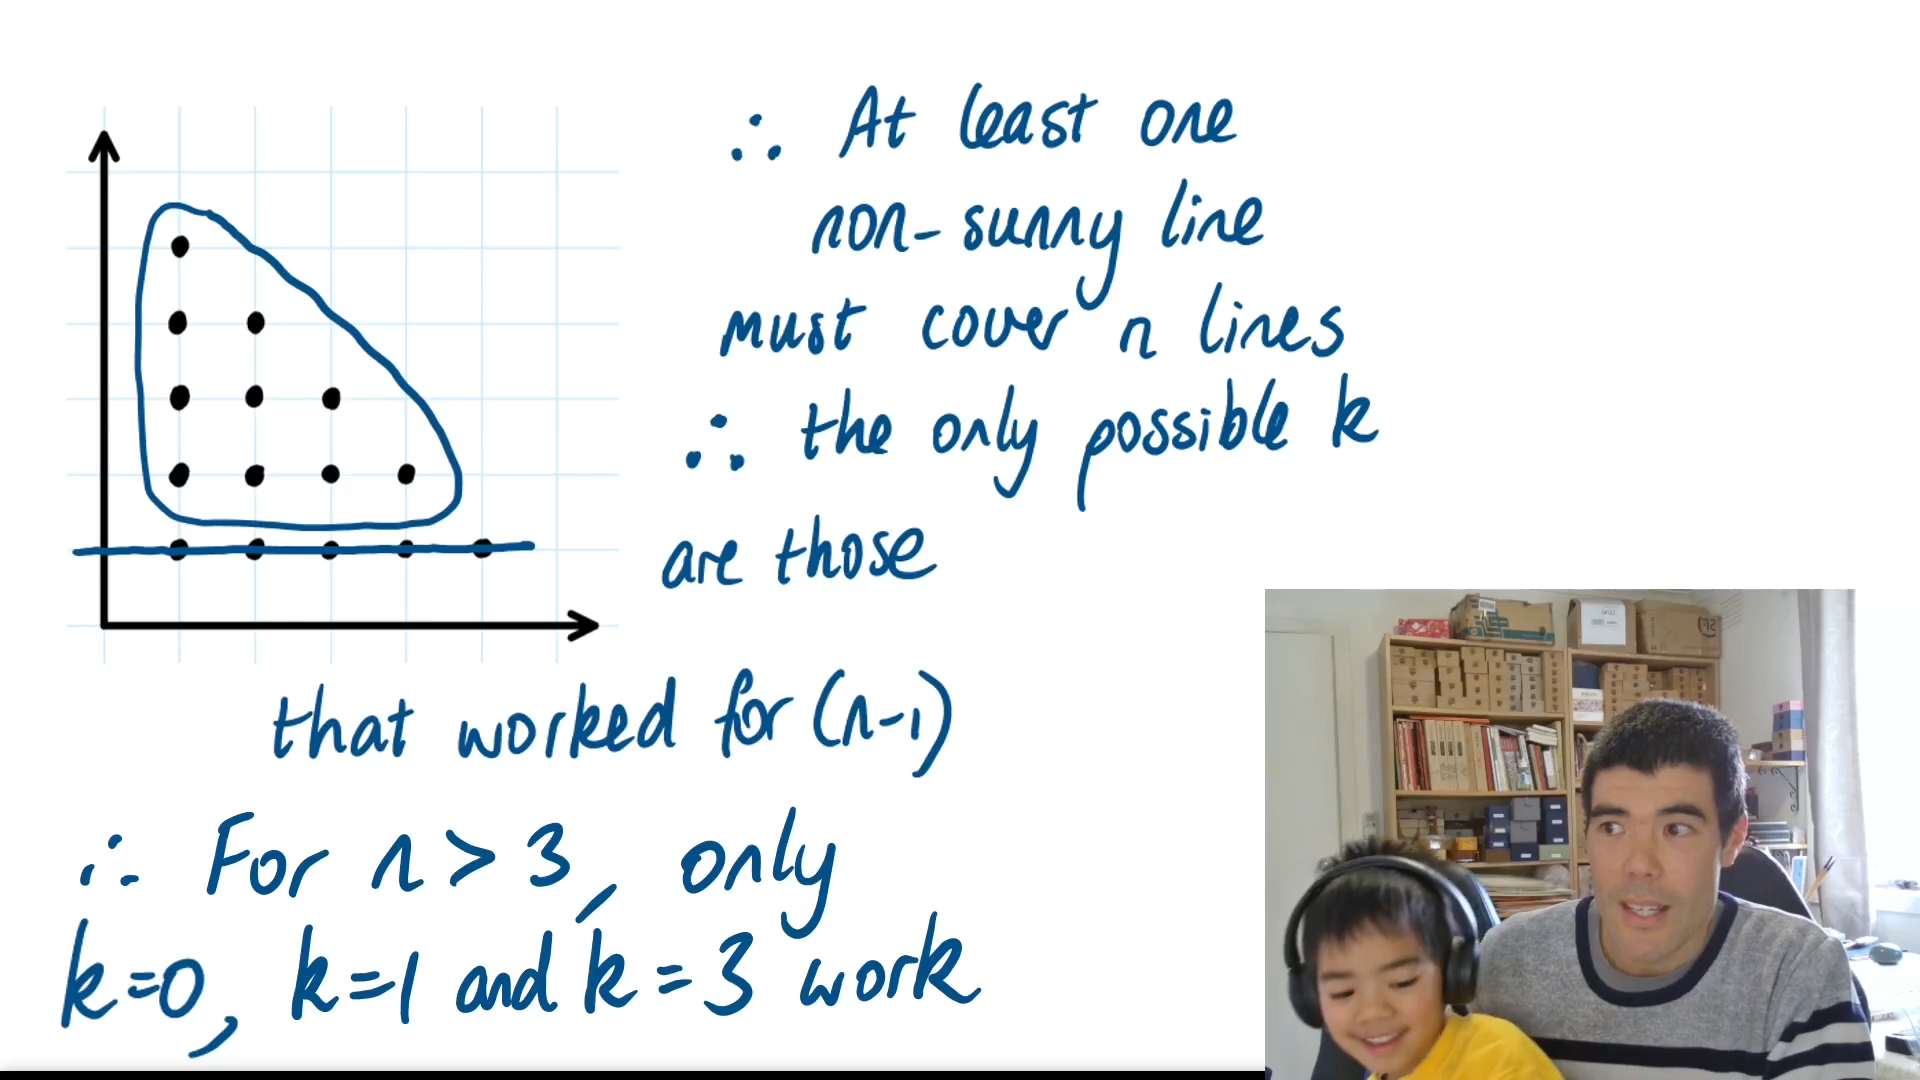 ∴ At least one
non-sunny line
must cover n lines
∴ the only possible k
are those
that worked for (n-1)
∴ For n > 3, only
k=0, k=1 and k=3 work